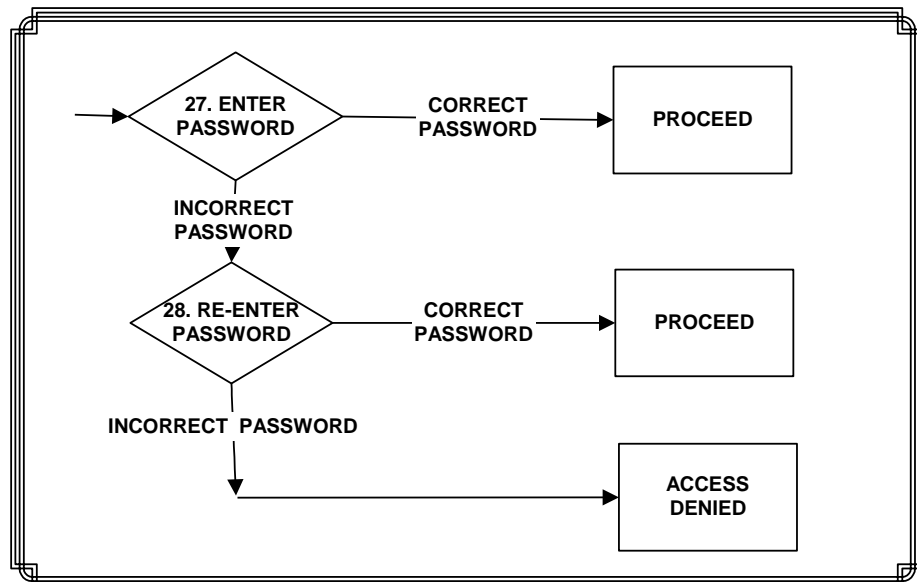 27. ENTER
PASSWORD
CORRECT
PASSWORD
PROCEED
INCORRECT
PASSWORD
28. RE-ENTER
PASSWORD
CORRECT
PASSWORD
PROCEED
INCORRECT PASSWORD
ACCESS
DENIED